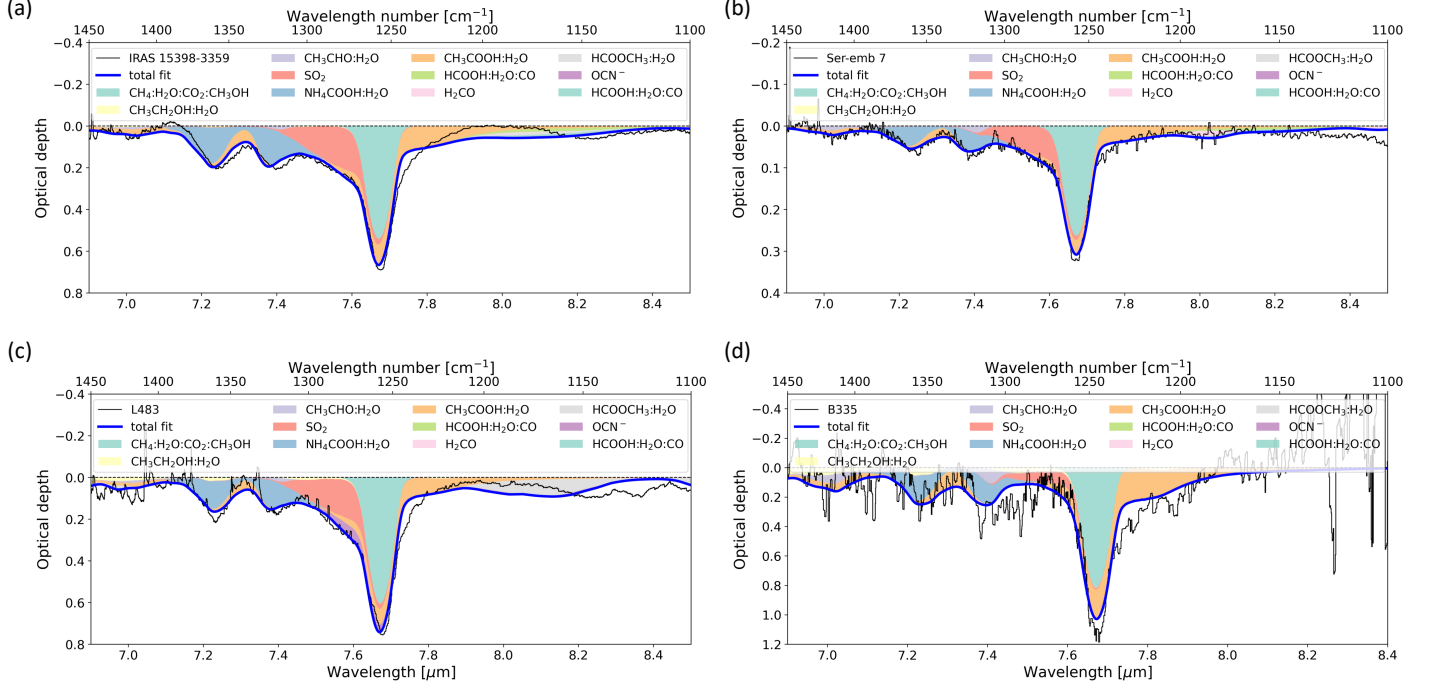 (a)
Wavelength number [cm⁻¹]
1450 1400 1350 1300 1250 1200 1150 1100
IRAS 15398-3359 CH₃CHO:H₂O CH₃COOH:H₂O HCOOCH₃:H₂O
total fit SO₂ HCOOH:H₂O:CO OCN⁻
CH₄:H₂O:CO₂:CH₃OH NH₄COOH:H₂O H₂CO HCOOH:H₂O:CO
CH₃CH₂OH:H₂O
Optical depth
−0.4
−0.2
0.0
0.2
0.4
0.6
0.8
7.0 7.2 7.4 7.6 7.8 8.0 8.2 8.4
(b)
Wavelength number [cm⁻¹]
1450 1400 1350 1300 1250 1200 1150 1100
Ser-emb 7 CH₃CHO:H₂O CH₃COOH:H₂O HCOOCH₃:H₂O
total fit SO₂ HCOOH:H₂O:CO OCN⁻
CH₄:H₂O:CO₂:CH₃OH NH₄COOH:H₂O H₂CO HCOOH:H₂O:CO
CH₃CH₂OH:H₂O
Optical depth
−0.2
−0.1
0.0
0.1
0.2
0.3
0.4
7.0 7.2 7.4 7.6 7.8 8.0 8.2 8.4
(c)
Wavelength number [cm⁻¹]
1450 1400 1350 1300 1250 1200 1150 1100
L483 CH₃CHO:H₂O CH₃COOH:H₂O HCOOCH₃:H₂O
total fit SO₂ HCOOH:H₂O:CO OCN⁻
CH₄:H₂O:CO₂:CH₃OH NH₄COOH:H₂O H₂CO HCOOH:H₂O:CO
CH₃CH₂OH:H₂O
Optical depth
−0.4
−0.2
0.0
0.2
0.4
0.6
0.8
7.0 7.2 7.4 7.6 7.8 8.0 8.2 8.4
Wavelength [μm]
(d)
Wavelength number [cm⁻¹]
1450 1400 1350 1300 1250 1200 1150 1100
B335 CH₃CHO:H₂O CH₃COOH:H₂O HCOOCH₃:H₂O
total fit SO₂ HCOOH:H₂O:CO OCN⁻
CH₄:H₂O:CO₂:CH₃OH NH₄COOH:H₂O H₂CO HCOOH:H₂O:CO
CH₃CH₂OH:H₂O
Optical depth
−0.4
−0.2
0.0
0.2
0.4
0.6
0.8
1.0
1.2
7.0 7.2 7.4 7.6 7.8 8.0 8.2 8.4
Wavelength [μm]